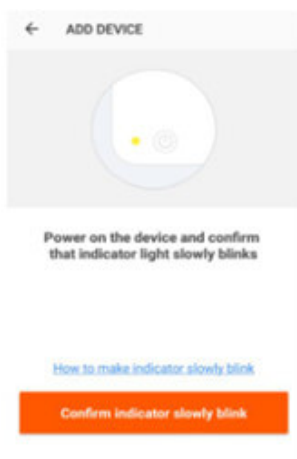 ADD DEVICE
Power on the device and confirm
that indicator light slowly blinks
How to make indicator slowly blink
Confirm indicator slowly blink